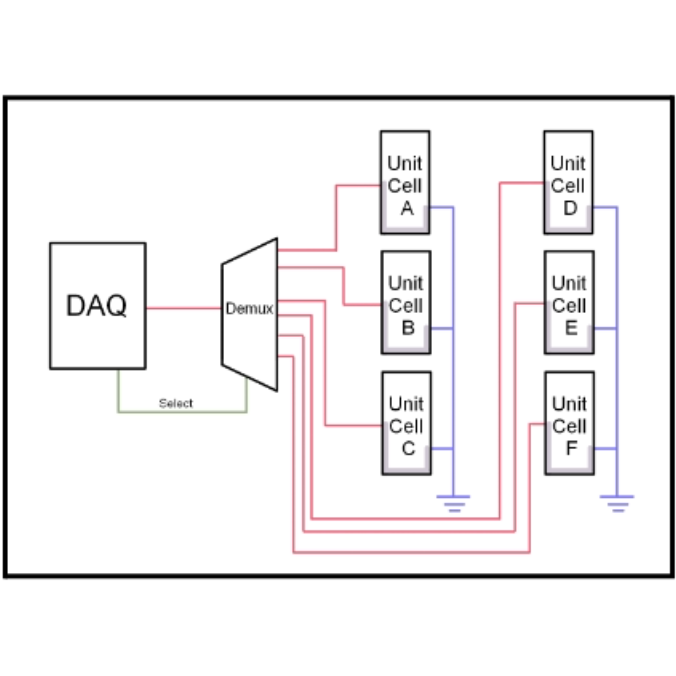 DAQ
Demux
Select
Unit
Cell
A
Unit
Cell
B
Unit
Cell
C
Unit
Cell
D
Unit
Cell
E
Unit
Cell
F